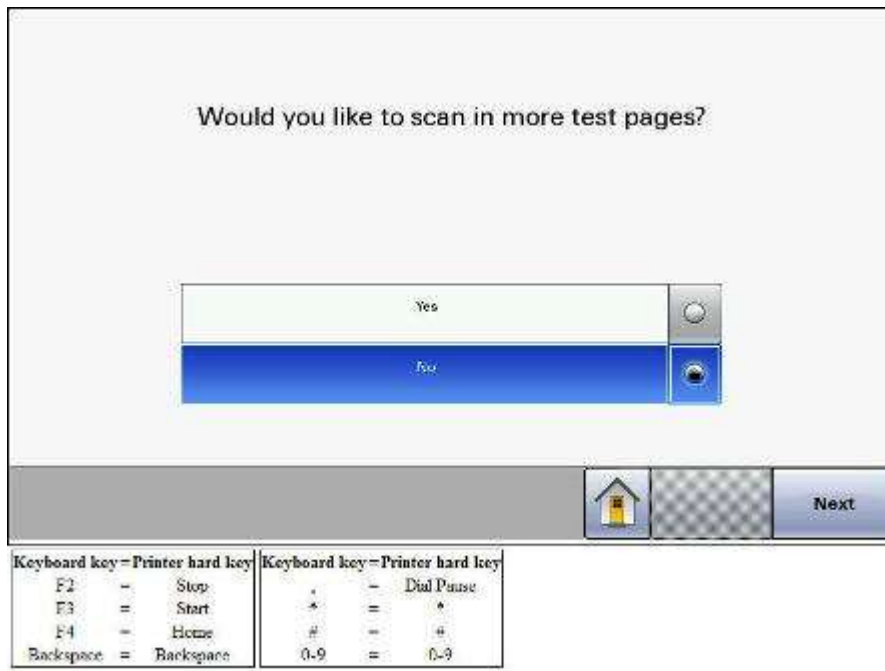 Would you like to scan in more test pages?
Yes
No
Next
Keyboard key=Printer hard key
F2 = Stop
F3 = Start
F4 = Home
Backspace = Backspace
Keyboard key=Printer hard key
, = Dial Pause
* = *
# = #
0-9 = 0-9